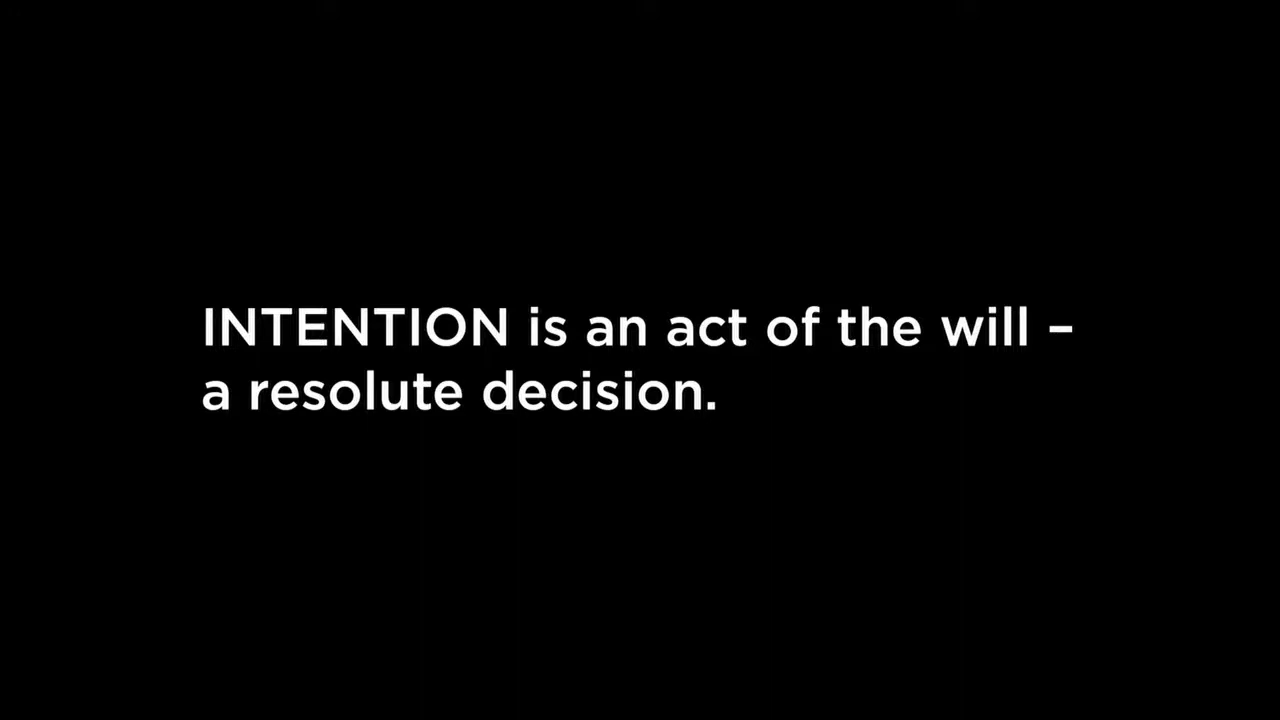 INTENTION is an act of the will –
a resolute decision.